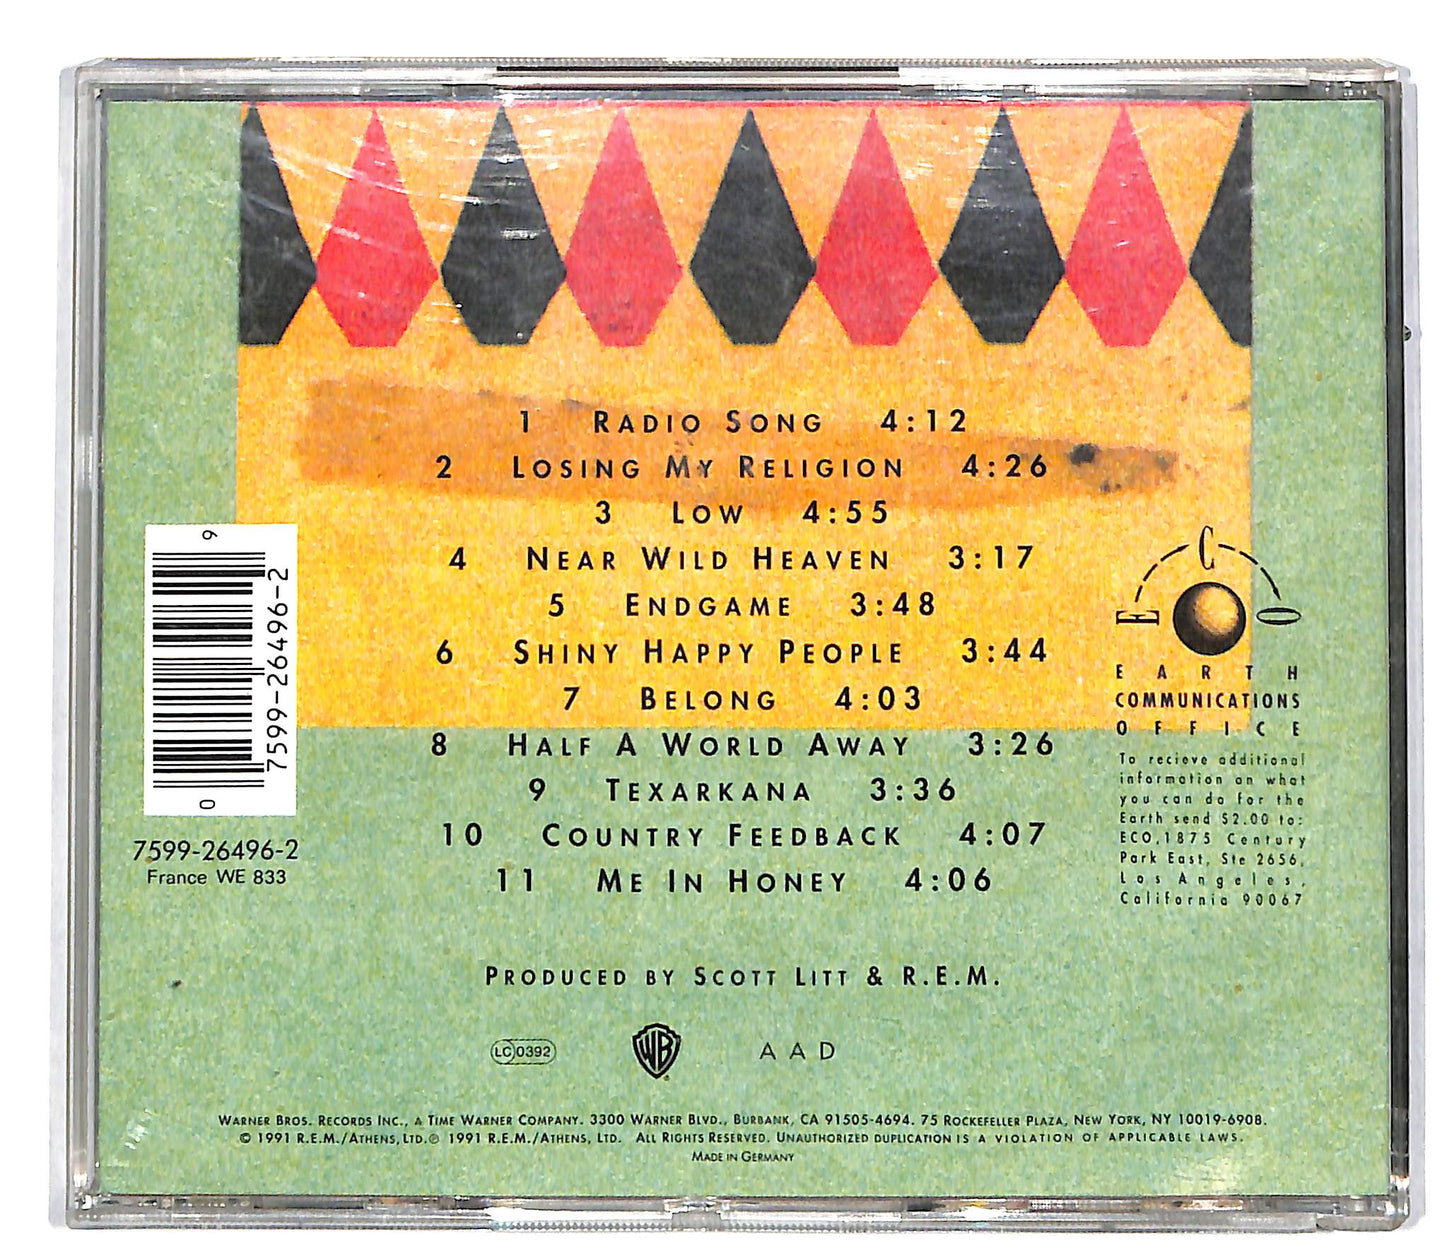 1 RADIO SONG 4:12
2 LOSING MY RELIGION 4:26
3 LOW 4:55
4 NEAR WILD HEAVEN 3:17
5 ENDGAME 3:48
6 SHINY HAPPY PEOPLE 3:44
7 BELONG 4:03
8 HALF A WORLD AWAY 3:26
9 TEXARKANA 3:36
10 COUNTRY FEEDBACK 4:07
11 ME IN HONEY 4:06
9
7599-26496-2
0
7599-26496-2
France WE 833
E C O
EARTH
COMMUNICATIONS
OFFICE
To recieve additional
information on what
you can do for the
Earth send $2.00 to:
ECO, 1875 Century
Park East, Ste 2656,
Los Angeles,
California 90067
PRODUCED BY SCOTT LITT & R.E.M.
LC 0392
WB
AAD
WARNER BROS. RECORDS INC., A TIME WARNER COMPANY. 3300 WARNER BLVD., BURBANK, CA 91505-4694. 75 ROCKEFELLER PLAZA, NEW YORK, NY 10019-6908.
© 1991 R.E.M./ATHENS, LTD. ℗ 1991 R.E.M./ATHENS, LTD. ALL RIGHTS RESERVED. UNAUTHORIZED DUPLICATION IS A VIOLATION OF APPLICABLE LAWS.
MADE IN GERMANY